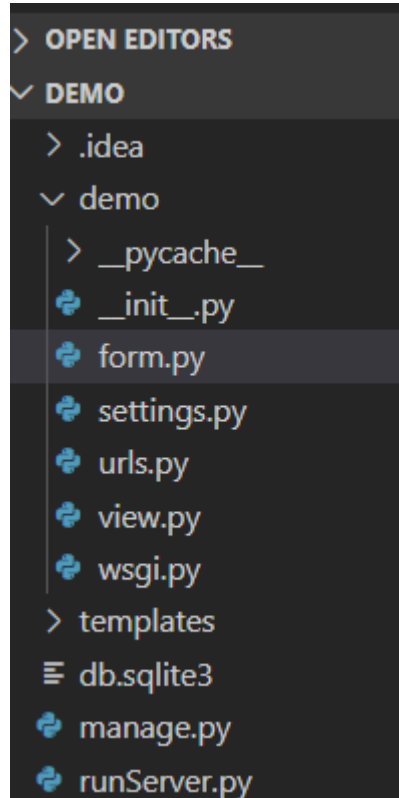 OPEN EDITORS
DEMO
.idea
demo
__pycache__
__init__.py
form.py
settings.py
urls.py
view.py
wsgi.py
templates
db.sqlite3
manage.py
runServer.py